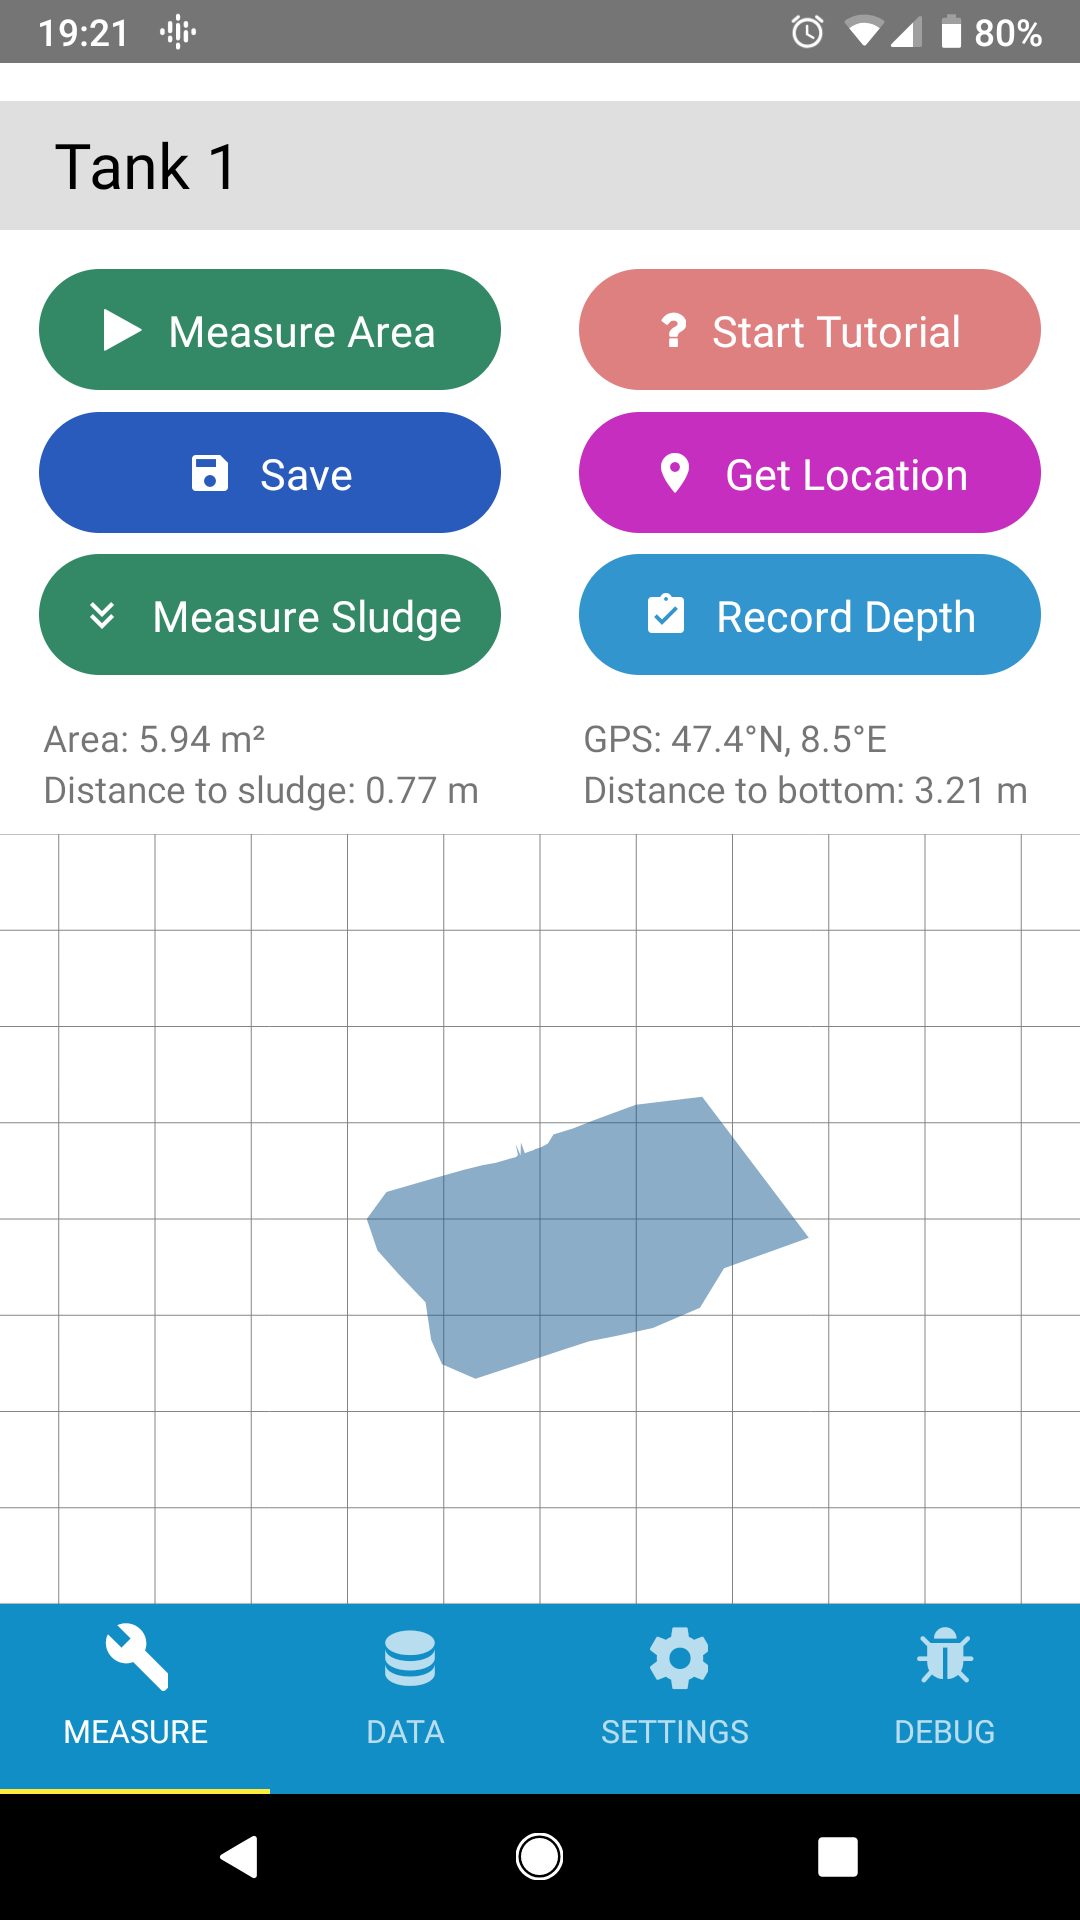 19:21 80%
Tank 1
Measure Area
Start Tutorial
Save
Get Location
Measure Sludge
Record Depth
Area: 5.94 m²
GPS: 47.4°N, 8.5°E
Distance to sludge: 0.77 m
Distance to bottom: 3.21 m
MEASURE
DATA
SETTINGS
DEBUG